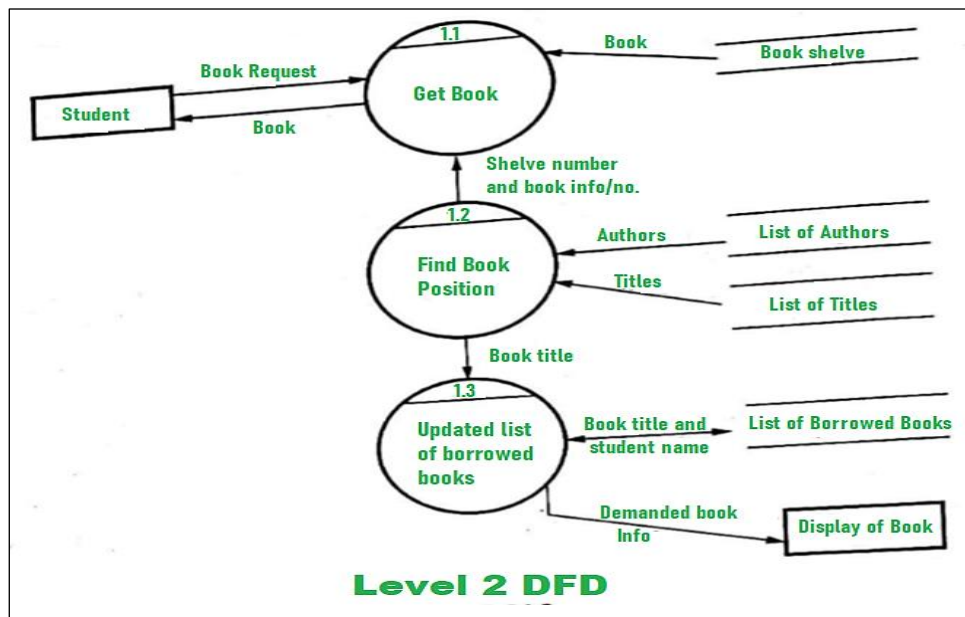 1.1
Book
Book shelve
Book Request
Get Book
Student
Book
Shelve number
and book info/no.
1.2
Authors
List of Authors
Find Book
Position
Titles
List of Titles
Book title
1.3
Updated list
of borrowed
books
Book title and
student name
List of Borrowed Books
Demanded book
Info
Display of Book
Level 2 DFD